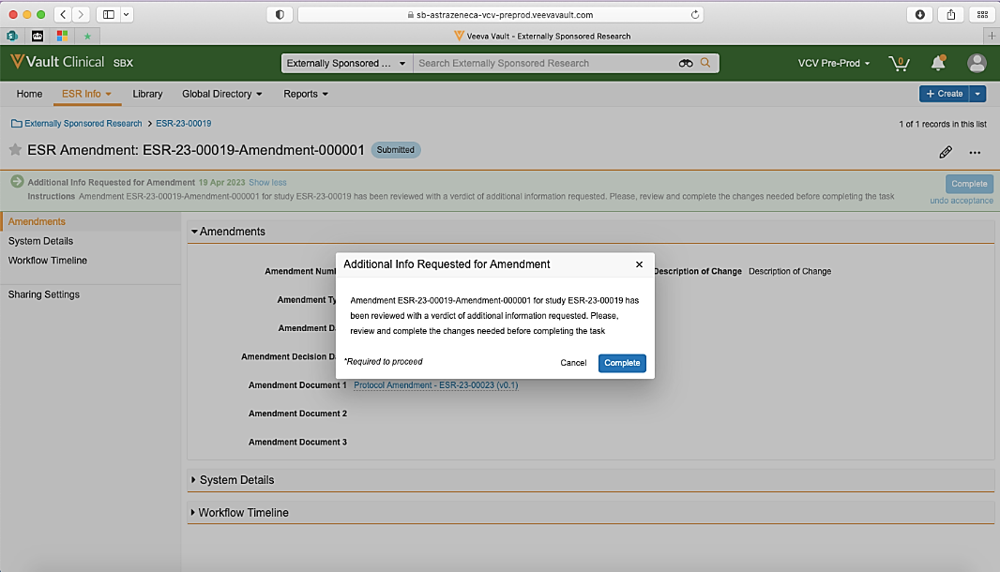 sb-astrazeneca-vcv-preprod.veevavault.com
Veeva Vault - Externally Sponsored Research
Vault Clinical SBX
Externally Sponsored ...
Search Externally Sponsored Research
VCV Pre-Prod
0
Home
ESR Info
Library
Global Directory
Reports
+ Create
Externally Sponsored Research > ESR-23-00019
1 of 1 records in this list
ESR Amendment: ESR-23-00019-Amendment-000001 Submitted
Additional Info Requested for Amendment 19 Apr 2023 Show less
Complete
Instructions Amendment ESR-23-00019-Amendment-000001 for study ESR-23-00019 has been reviewed with a verdict of additional information requested. Please, review and complete the changes needed before completing the task
undo acceptance
Amendments
System Details
Workflow Timeline
Sharing Settings
Amendments
Amendment Num
Description of Change Description of Change
Amendment Ty
Amendment D
Amendment Decision D
Amendment Document 1 Protocol Amendment - ESR-23-00023 (v0.1)
Amendment Document 2
Amendment Document 3
System Details
Workflow Timeline
Additional Info Requested for Amendment
Amendment ESR-23-00019-Amendment-000001 for study ESR-23-00019 has
been reviewed with a verdict of additional information requested. Please,
review and complete the changes needed before completing the task
*Required to proceed
Cancel
Complete